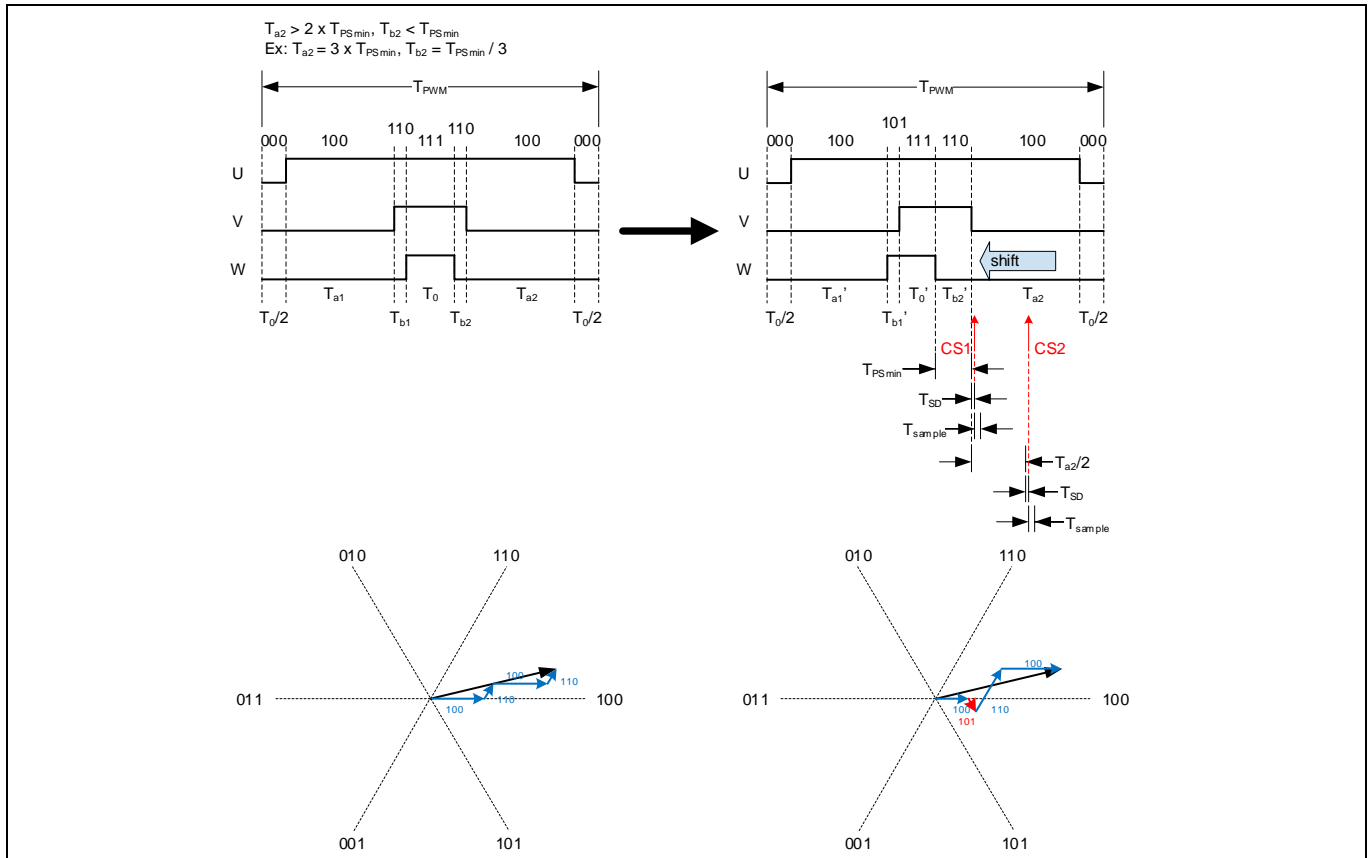 Ta2 > 2 x TPSmin, Tb2 < TPSmin
Ex: Ta2 = 3 x TPSmin, Tb2 = TPSmin / 3
TPWM
TPWM
110 110
101
000 100 111 100 000
000 100 111 110 100 000
U
U
V
V
W
W
shift
Ta1 T0 Ta2
Ta1' T0' Tb2' Ta2
T0/2 Tb1 Tb2 T0/2
T0/2 Tb1' T0/2
CS1 CS2
TPSmin
TSD
Tsample
Ta2/2
TSD
Tsample
010 110
010 110
100 110
100
011 100 110 100
011 100 110 100
101
001 101
001 101